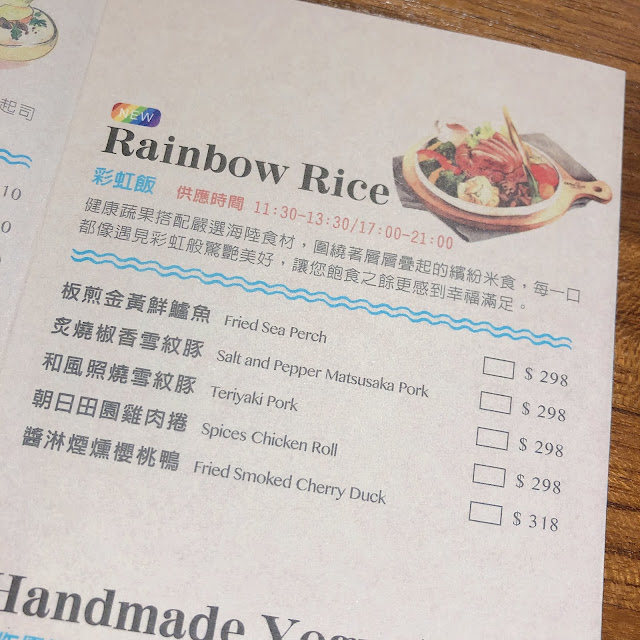 起司
10
0
NEW
Rainbow Rice
彩虹飯 供應時間 11:30-13:30/17:00-21:00
健康蔬果搭配嚴選海陸食材，圍繞著層層疊起的繽紛米食，每一口
都像遇見彩虹般驚艷美好，讓您飽食之餘更感到幸福滿足。
板煎金黃鮮鱸魚 Fried Sea Perch $ 298
炙燒椒香雪紋豚 Salt and Pepper Matsusaka Pork $ 298
和風照燒雪紋豚 Teriyaki Pork $ 298
朝日田園雞肉捲 Spices Chicken Roll $ 298
醬淋煙燻櫻桃鴨 Fried Smoked Cherry Duck $ 318
Handmade